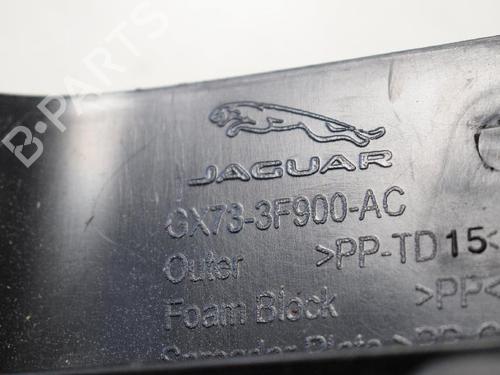 B-PARTS
JAGUAR
GX73-3F900-AC
Outer >PP-TD15<
Foam Block >PP<